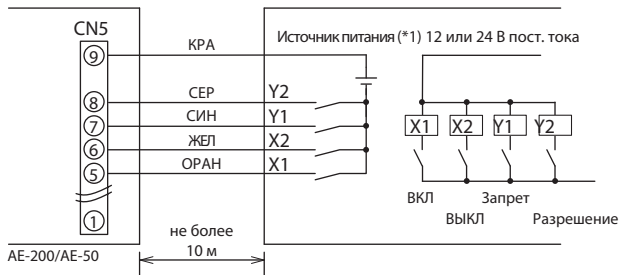 CN5
9 КРА Источник питания (*1) 12 или 24 В пост. тока
8 СЕР Y2
7 СИН Y1
6 ЖЕЛ X2
5 ОРАН X1
1
X1 X2 Y1 Y2
ВКЛ Запрет
ВЫКЛ Разрешение
не более
10 м
AE-200/AE-50